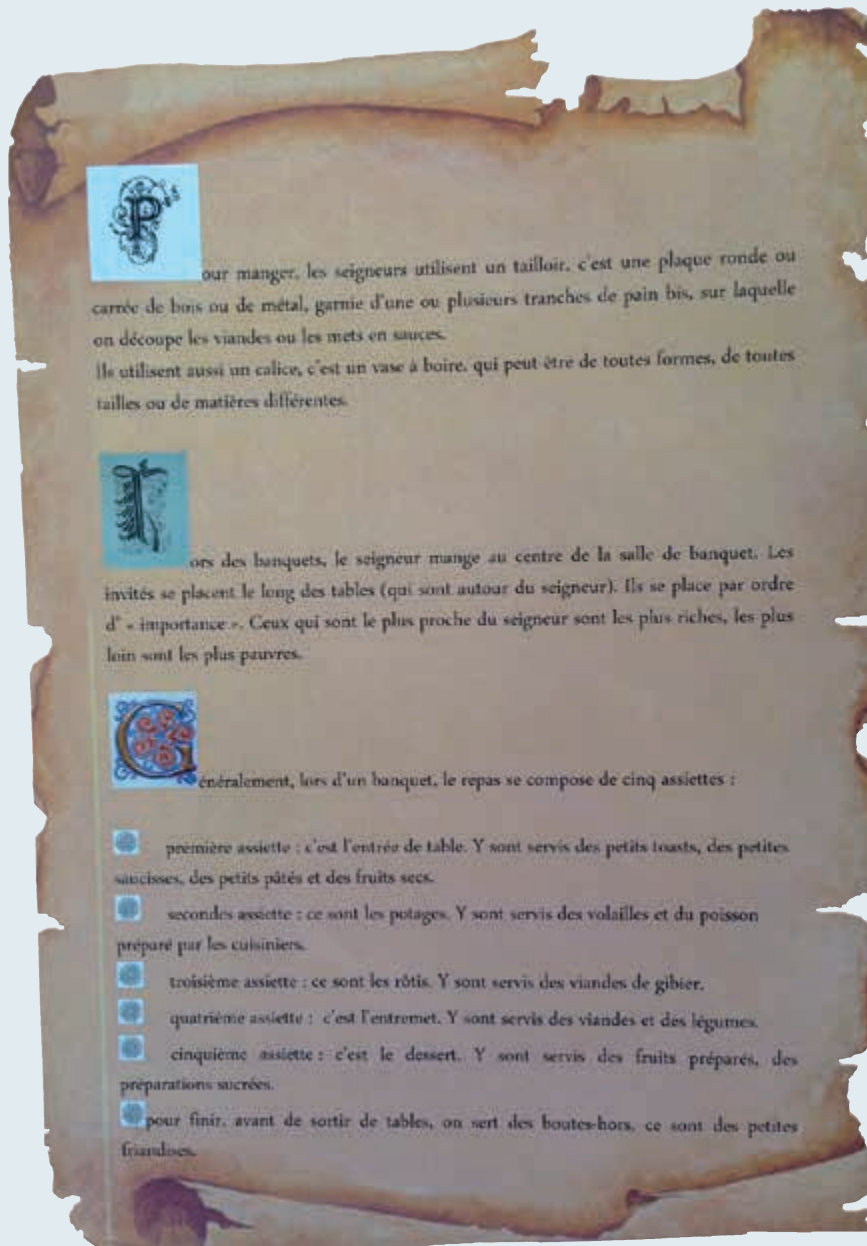 Pour manger, les seigneurs utilisent un tailloir, c'est une plaque ronde ou
carrée de bois ou de métal, garnie d'une ou plusieurs tranches de pain bis, sur laquelle
on découpe les viandes ou les mets en sauces.
Ils utilisent aussi un calice, c'est un vase à boire, qui peut être de toutes formes, de toutes
tailles ou de matières différentes.
Lors des banquets, le seigneur mange au centre de la salle de banquet. Les
invités se placent le long des tables (qui sont autour du seigneur). Ils se place par ordre
d' « importance ». Ceux qui sont le plus proche du seigneur sont les plus riches, les plus
loin sont les plus pauvres.
Généralement, lors d'un banquet, le repas se compose de cinq assiettes :
première assiette : c'est l'entrée de table. Y sont servis des petits toasts, des petites
saucisses, des petits pâtés et des fruits secs.
secondes assiette : ce sont les potages. Y sont servis des volailles et du poisson
préparé par les cuisiniers.
troisième assiette : ce sont les rôtis. Y sont servis des viandes de gibier.
quatrième assiette : c'est l'entremet. Y sont servis des viandes et des légumes.
cinquième assiette : c'est le dessert. Y sont servis des fruits préparés, des
préparations sucrées.
pour finir, avant de sortir de tables, on sert des boutes-hors, ce sont des petites
friandises.